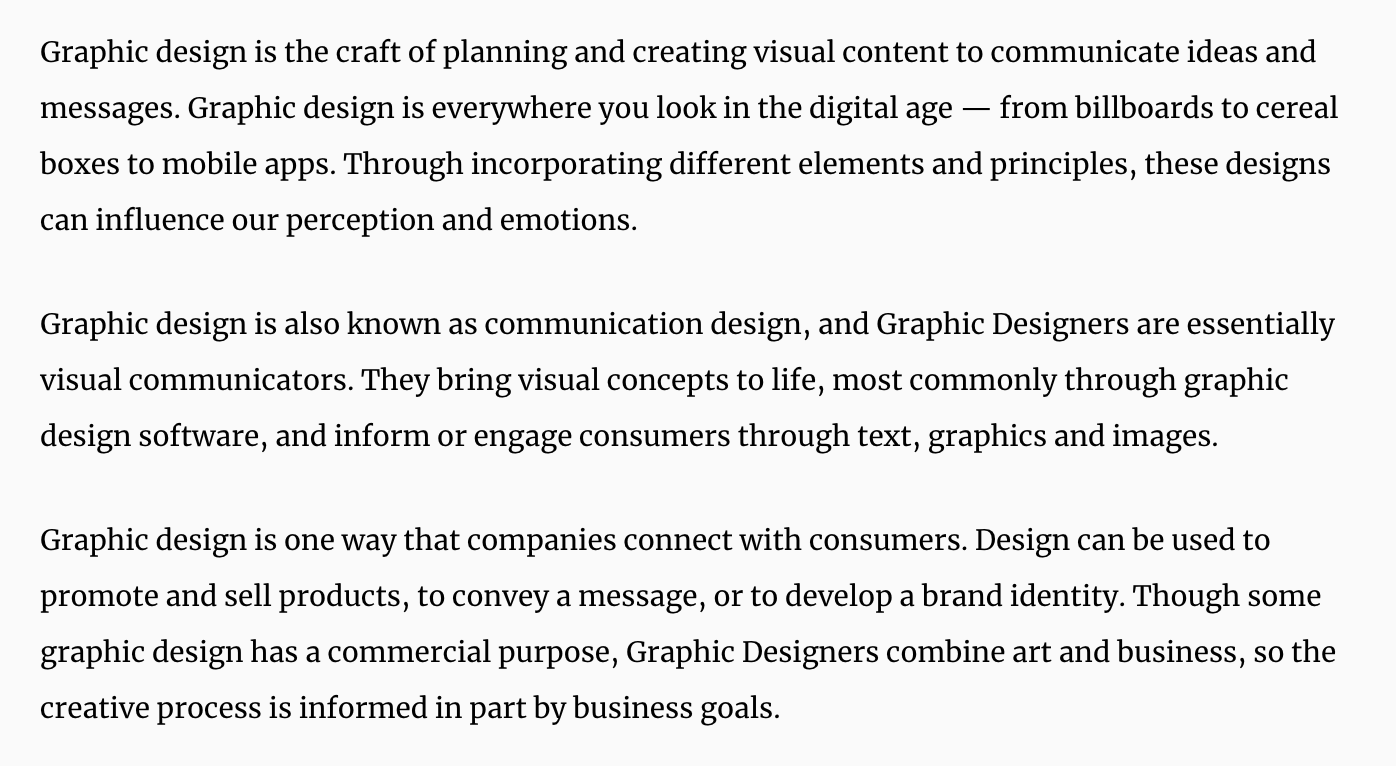 Graphic design is the craft of planning and creating visual content to communicate ideas and
messages. Graphic design is everywhere you look in the digital age — from billboards to cereal
boxes to mobile apps. Through incorporating different elements and principles, these designs
can influence our perception and emotions.
Graphic design is also known as communication design, and Graphic Designers are essentially
visual communicators. They bring visual concepts to life, most commonly through graphic
design software, and inform or engage consumers through text, graphics and images.
Graphic design is one way that companies connect with consumers. Design can be used to
promote and sell products, to convey a message, or to develop a brand identity. Though some
graphic design has a commercial purpose, Graphic Designers combine art and business, so the
creative process is informed in part by business goals.